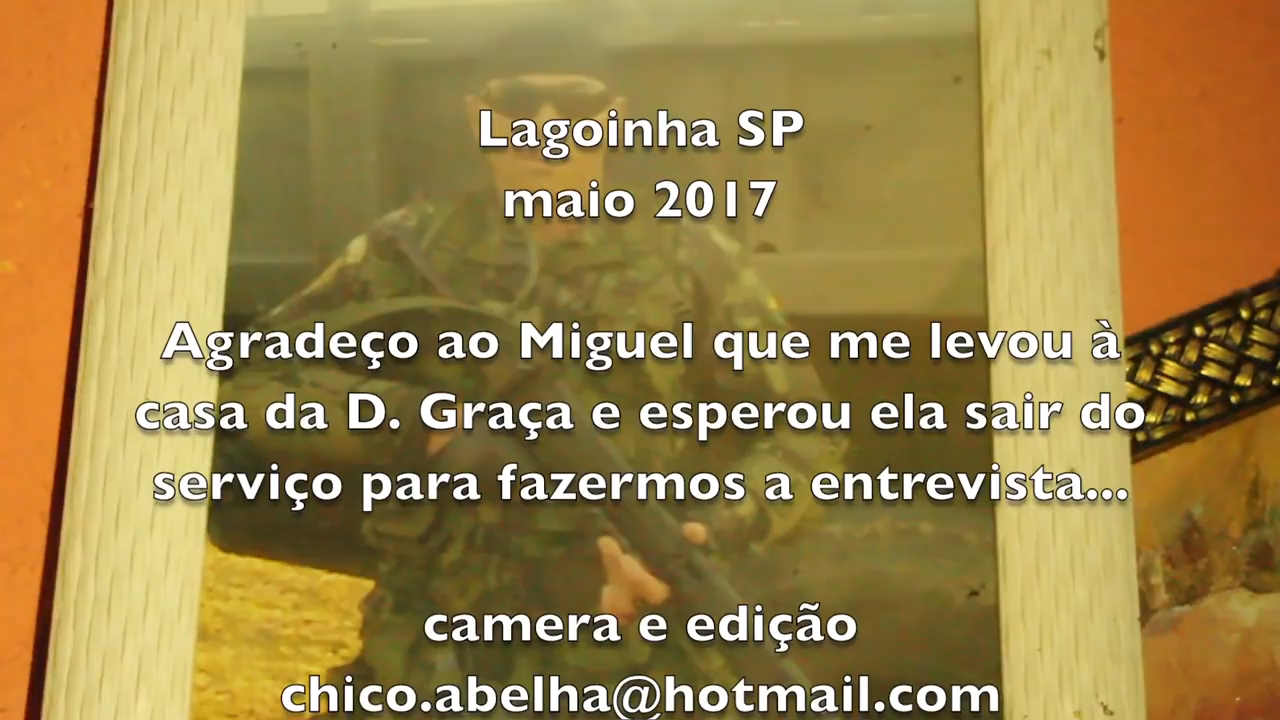 Lagoinha SP
maio 2017
Agradeço ao Miguel que me levou à
casa da D. Graça e esperou ela sair do
serviço para fazermos a entrevista...
camera e edição
chico.abelha@hotmail.com